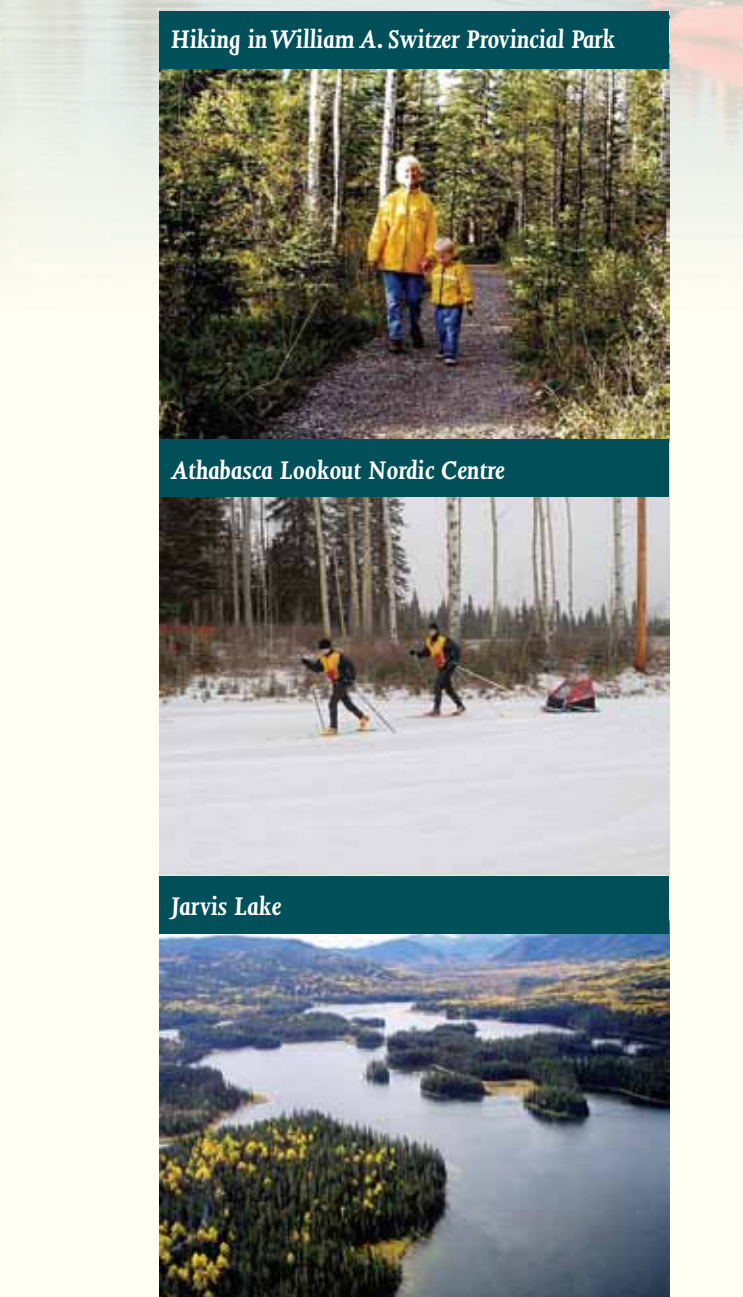 Hiking in William A. Switzer Provincial Park
Athabasca Lookout Nordic Centre
Jarvis Lake